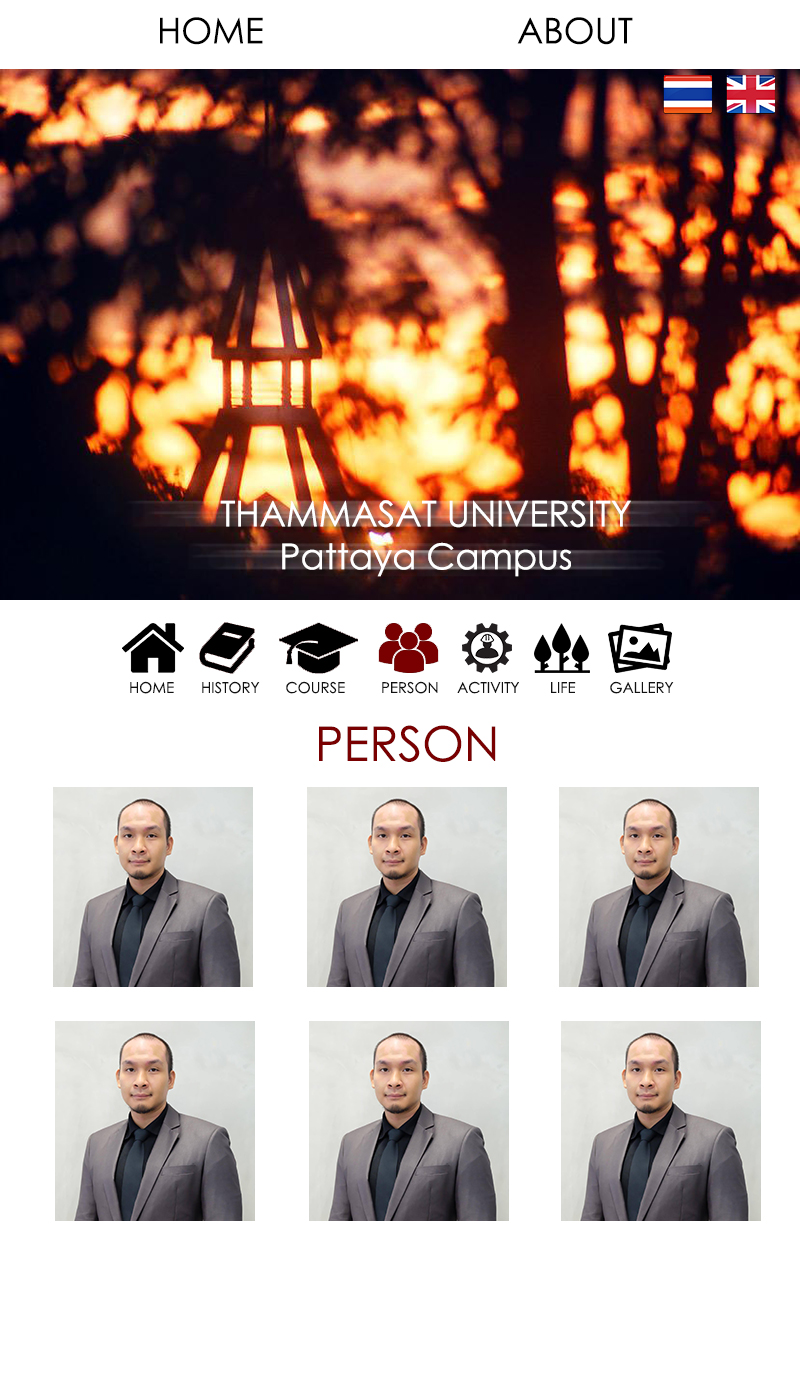 HOME ABOUT
THAMMASAT UNIVERSITY
Pattaya Campus
HOME HISTORY COURSE PERSON ACTIVITY LIFE GALLERY
PERSON